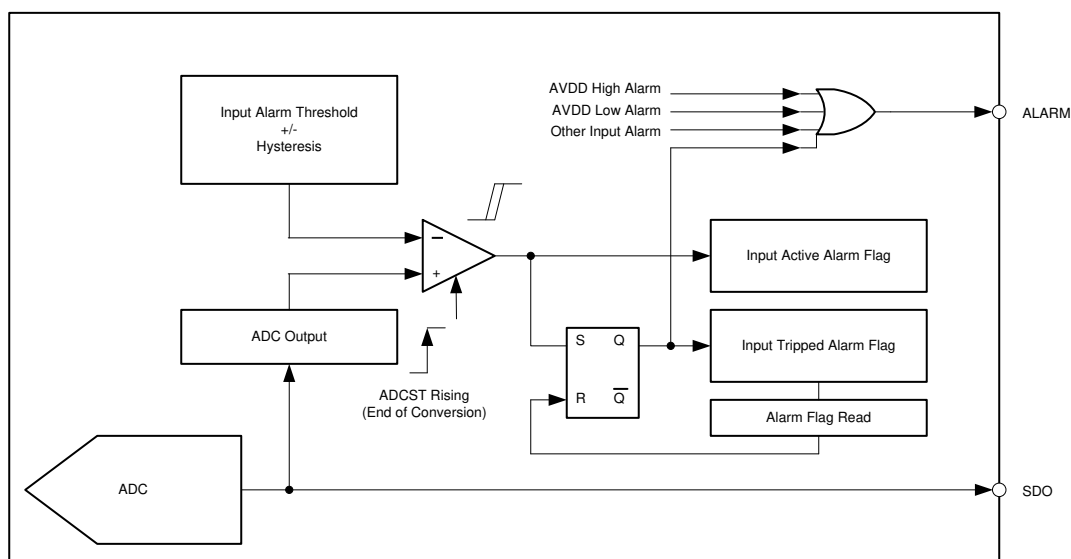 Input Alarm Threshold
+/-
Hysteresis
AVDD High Alarm
AVDD Low Alarm
Other Input Alarm
ALARM
−
+
Input Active Alarm Flag
ADC Output
ADCST Rising
(End of Conversion)
S Q
R Q̅
Input Tripped Alarm Flag
Alarm Flag Read
ADC
SDO